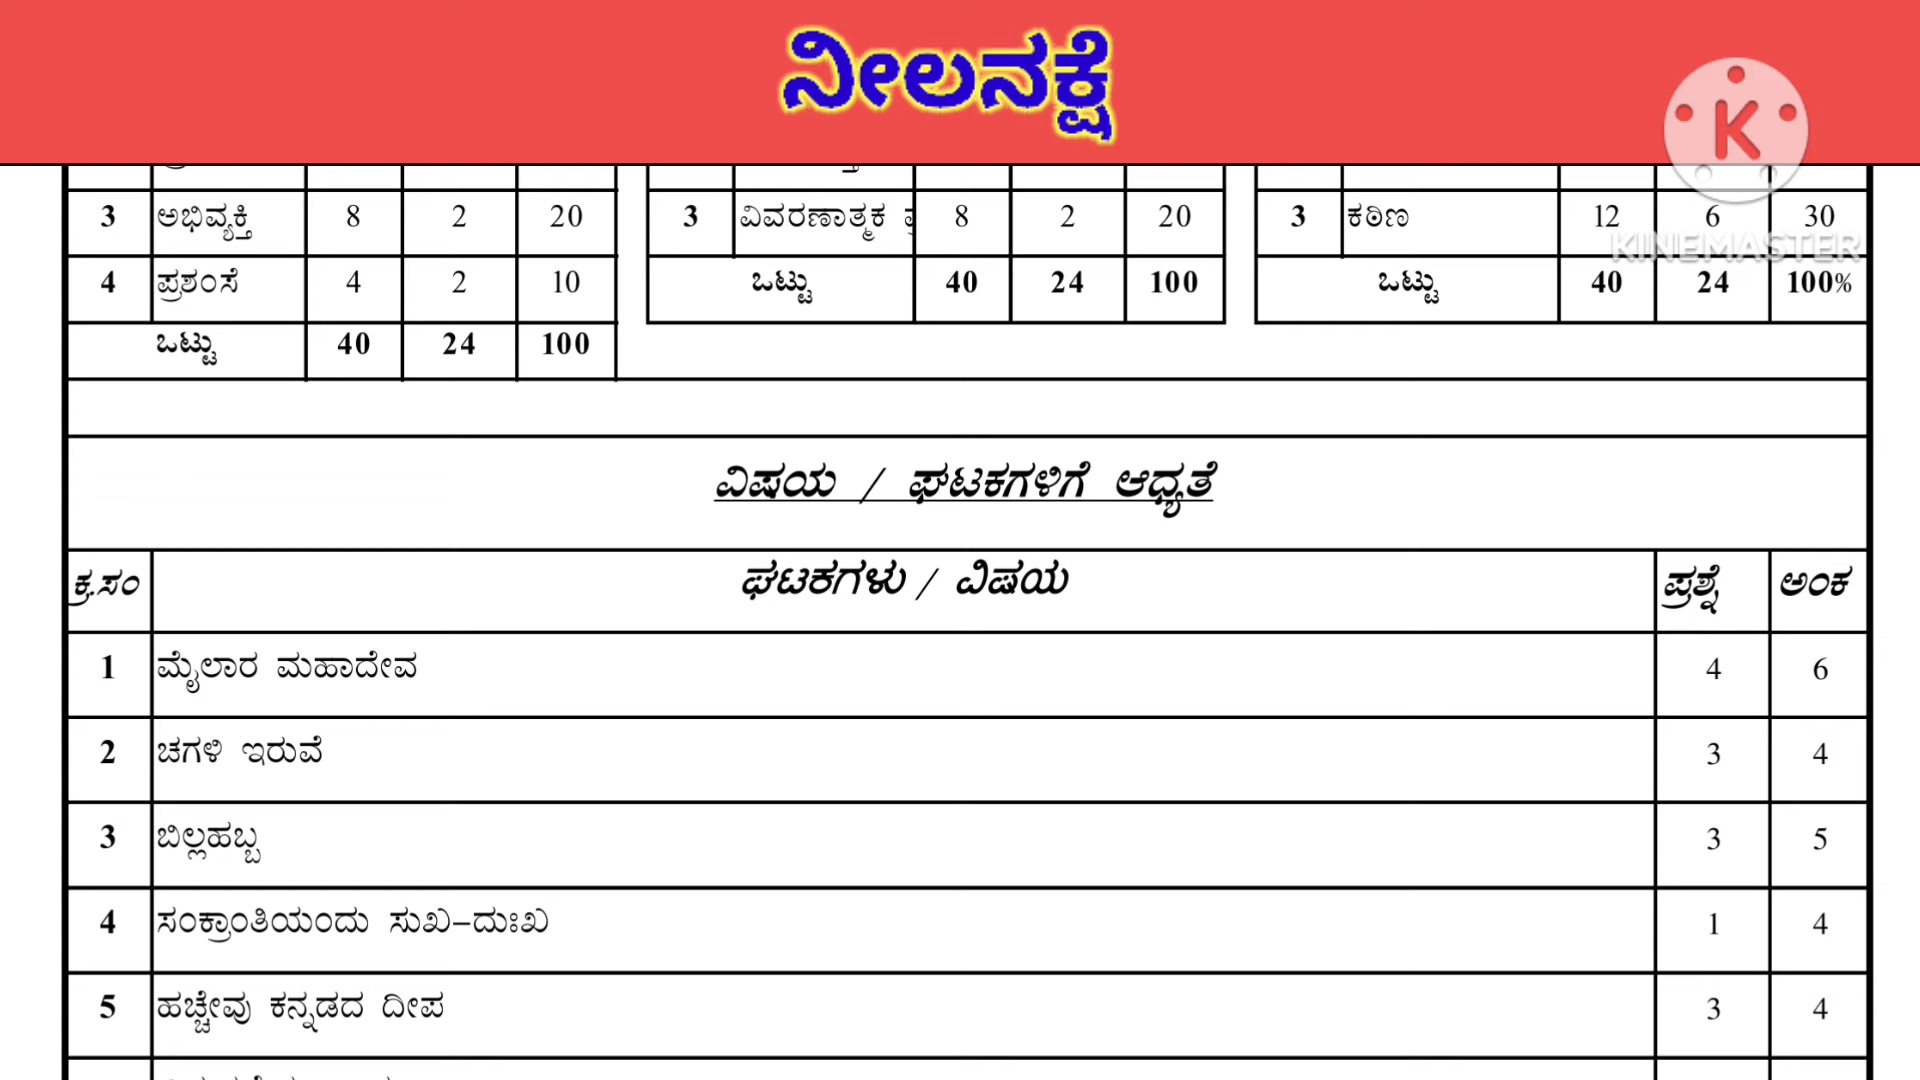 ನೀಲನಕ್ಷೆ
K
KINEMASTER
3 ಅಭಿವ್ಯಕ್ತಿ 8 2 20 3 ವಿವರಣಾತ್ಮಕ 8 2 20 3 ಕಠಿಣ 12 6 30
4 ಪ್ರಶಂಸೆ 4 2 10 ಒಟ್ಟು 40 24 100 ಒಟ್ಟು 40 24 100%
ಒಟ್ಟು 40 24 100
ವಿಷಯ / ಘಟಕಗಳಿಗೆ ಆಧ್ಯತೆ
ಕ್ರ.ಸಂ ಘಟಕಗಳು / ವಿಷಯ ಪ್ರಶ್ನೆ ಅಂಕ
1 ಮೈಲಾರ ಮಹಾದೇವ 4 6
2 ಚಗಳಿ ಇರುವೆ 3 4
3 ಬಿಲ್ಲಹಬ್ಬ 3 5
4 ಸಂಕ್ರಾಂತಿಯಂದು ಸುಖ-ದುಃಖ 1 4
5 ಹಚ್ಚೇವು ಕನ್ನಡದ ದೀಪ 3 4